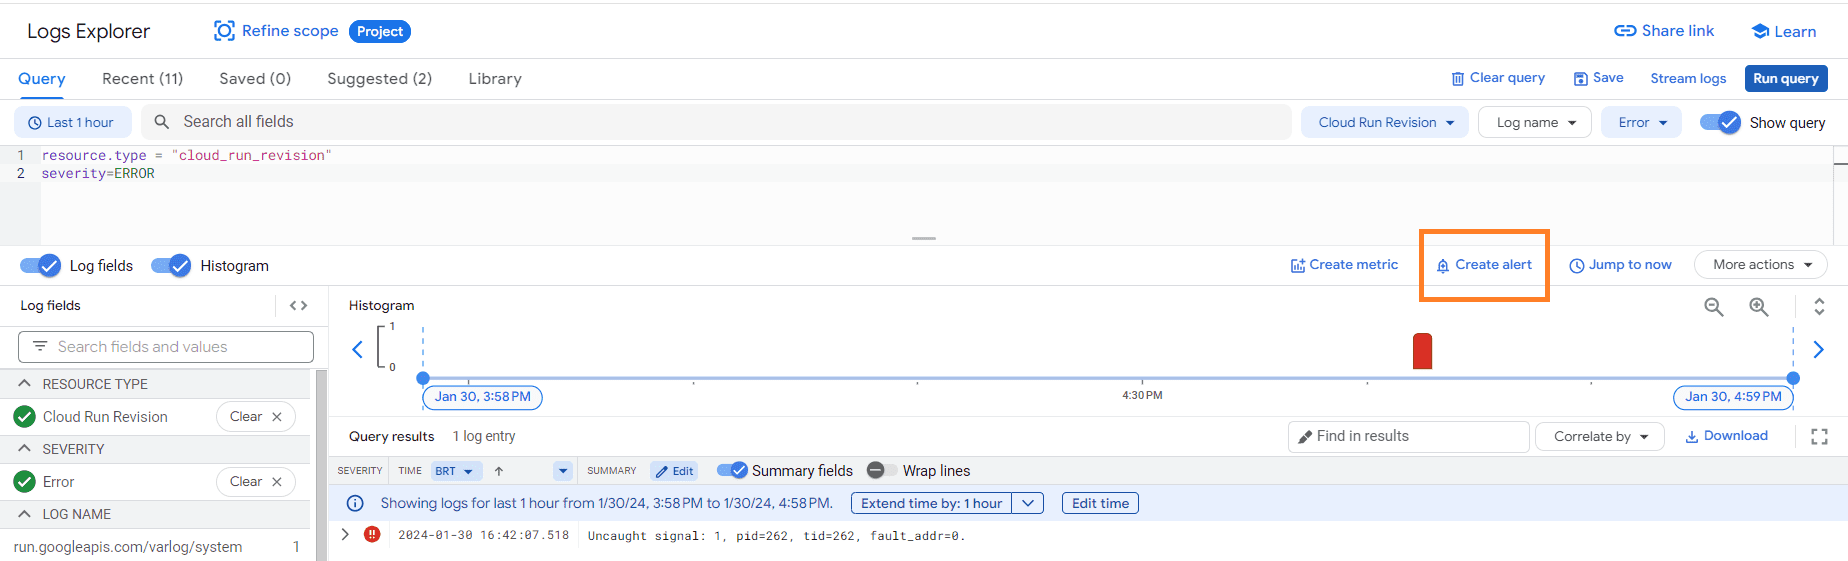 Logs Explorer Refine scope Project Share link Learn
Query Recent (11) Saved (0) Suggested (2) Library Clear query Save Stream logs Run query
Last 1 hour Search all fields Cloud Run Revision Log name Error Show query
1 resource.type = "cloud_run_revision"
2 severity=ERROR
Log fields Histogram Create metric Create alert Jump to now More actions
Log fields <> Histogram
1
Search fields and values
0
RESOURCE TYPE
Jan 30, 3:58 PM 4:30 PM Jan 30, 4:59 PM
Cloud Run Revision Clear
Query results 1 log entry Find in results Correlate by Download
SEVERITY
SEVERITY TIME BRT SUMMARY Edit Summary fields Wrap lines
Error Clear
Showing logs for last 1 hour from 1/30/24, 3:58 PM to 1/30/24, 4:58 PM. Extend time by: 1 hour Edit time
LOG NAME
2024-01-30 16:42:07.518 Uncaught signal: 1, pid=262, tid=262, fault_addr=0.
run.googleapis.com/varlog/system 1